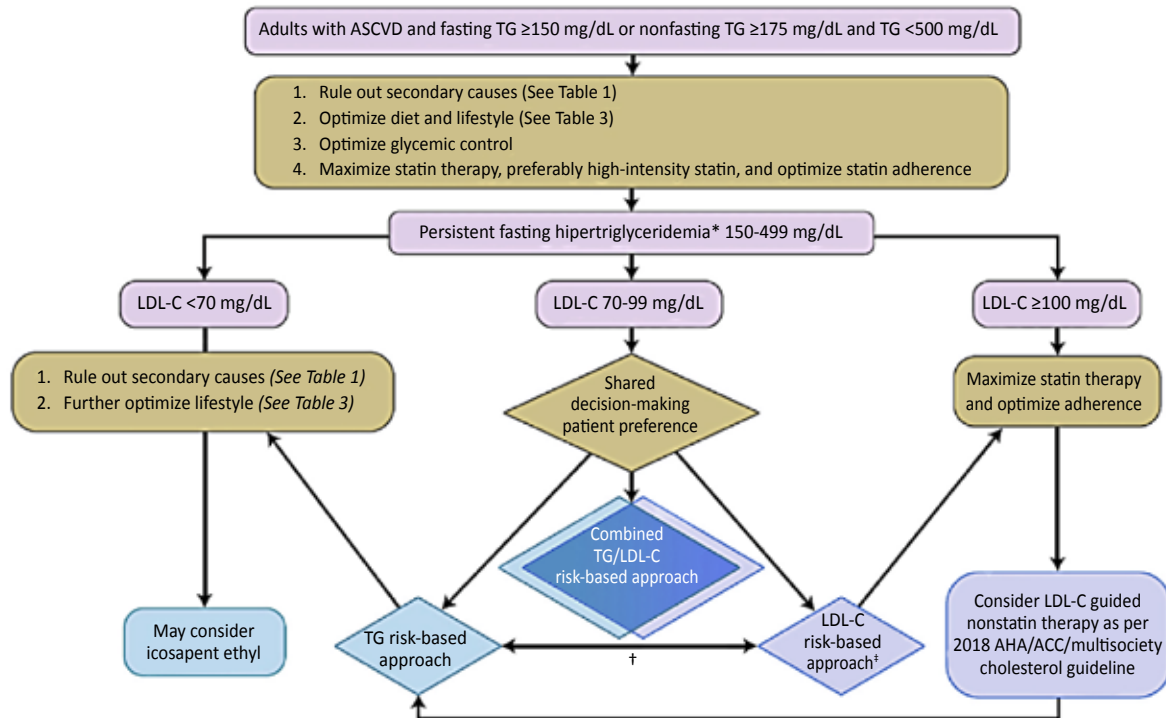 Adults with ASCVD and fasting TG ≥150 mg/dL or nonfasting TG ≥175 mg/dL and TG <500 mg/dL
1. Rule out secondary causes (See Table 1)
2. Optimize diet and lifestyle (See Table 3)
3. Optimize glycemic control
4. Maximize statin therapy, preferably high-intensity statin, and optimize statin adherence
Persistent fasting hipertriglyceridemia* 150-499 mg/dL
LDL-C <70 mg/dL
LDL-C 70-99 mg/dL
LDL-C ≥100 mg/dL
1. Rule out secondary causes (See Table 1)
2. Further optimize lifestyle (See Table 3)
Shared
decision-making
patient preference
Maximize statin therapy
and optimize adherence
Combined
TG/LDL-C
risk-based approach
May consider
icosapent ethyl
TG risk-based
approach
†
LDL-C
risk-based
approach‡
Consider LDL-C guided
nonstatin therapy as per
2018 AHA/ACC/multisociety
cholesterol guideline